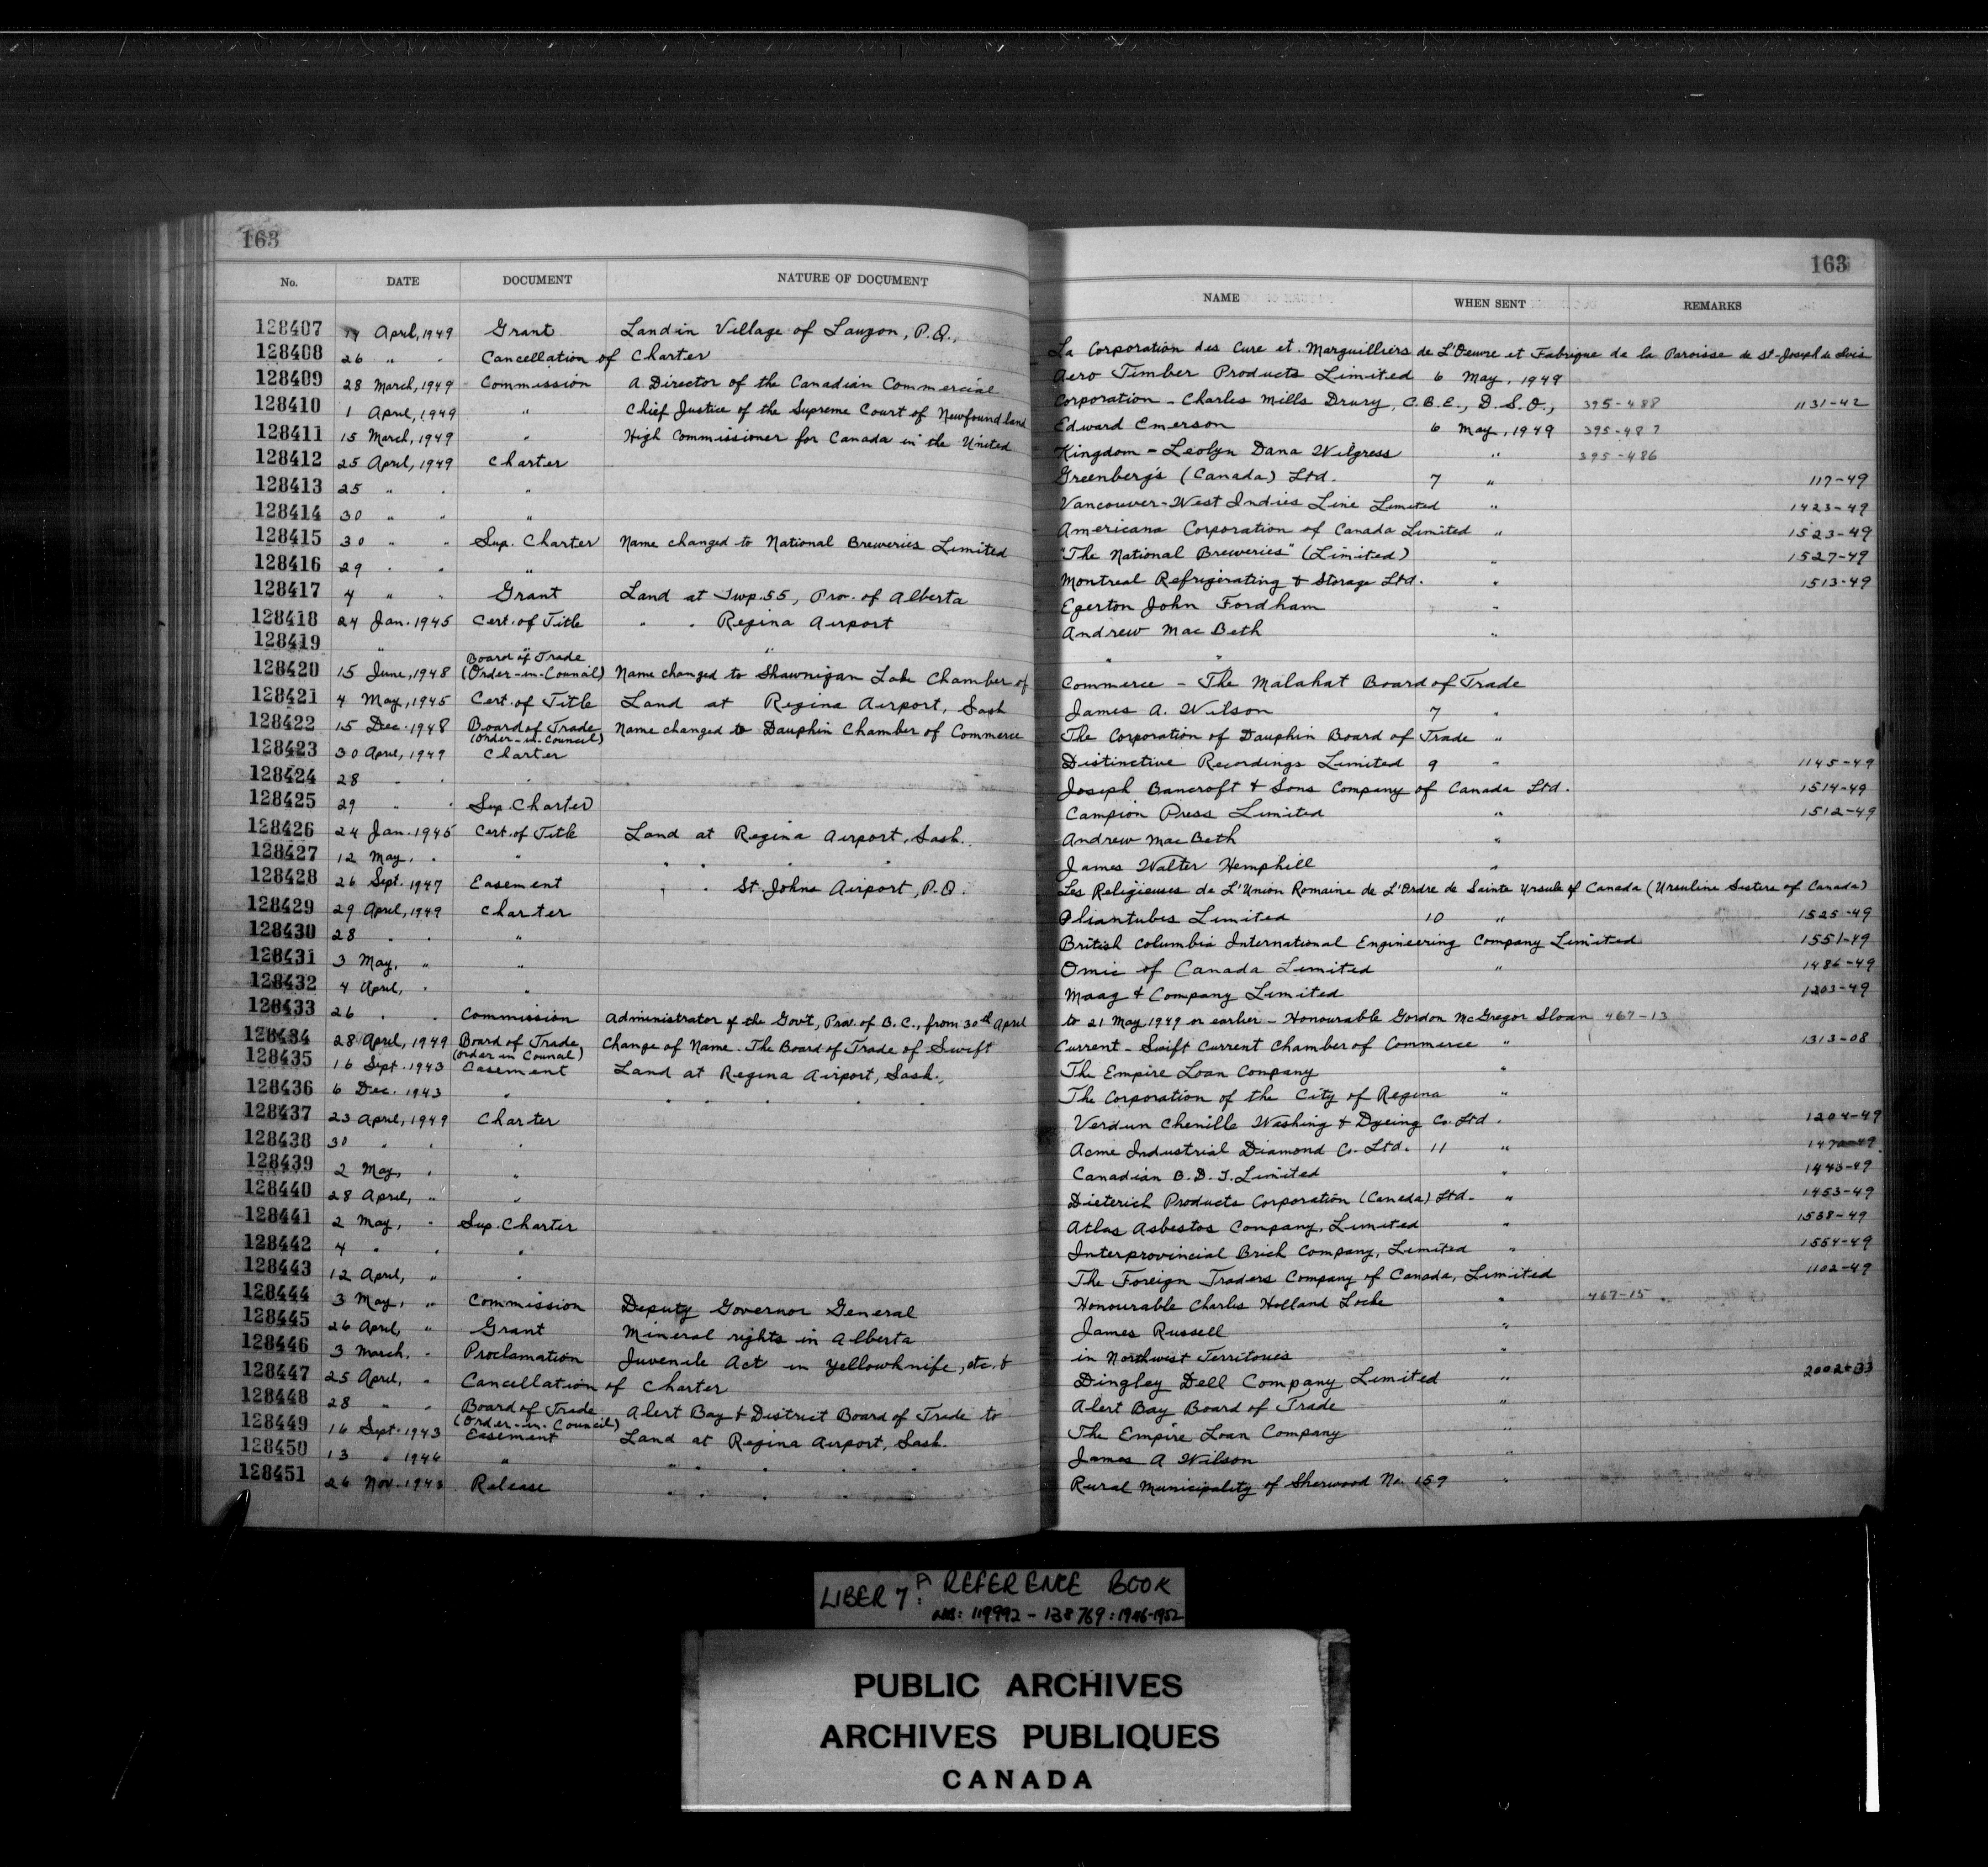 163
No. DATE DOCUMENT NATURE OF DOCUMENT
128407 April, 1949 Grant Land in Village of Lauzon, P.Q.,
128408 26 " " Cancellation of Charter
128409 28 March, 1949 Commission A Director of the Canadian Commercial
128410 1 April, 1949 " Chief Justice of the Supreme Court of Newfoundland
128411 15 March, 1949 " High Commissioner for Canada in the United
128412 25 April, 1949 Charter
128413 25 " " "
128414 30 " " "
128415 30 " " Sup. Charter Name changed to National Breweries Limited
128416 29 " " "
128417 4 " " Grant Land at Twp. 55, Prov. of Alberta
128418 24 Jan. 1945 Cert. of Title " " Regina Airport
128419 " " "
Board of Trade
128420 15 June, 1948 (Order-in-Council) Name changed to Shawnigan Lake Chamber of
128421 4 May, 1945 Cert. of Title Land at Regina Airport, Sask
128422 15 Dec. 1948 Board of Trade Name changed to Dauphin Chamber of Commerce
(Order-in-Council)
128423 30 April, 1949 Charter
128424 28 " " "
128425 29 " " Sup. Charter
128426 24 Jan. 1945 Cert. of Title Land at Regina Airport, Sask.
128427 12 May, " " " " " "
128428 26 Sept. 1947 Easement " " St. Johns Airport, P.Q.
128429 29 April, 1949 Charter
128430 28 " " "
128431 3 May, " "
128432 4 April, " "
128433 26 " " Commission Administrator of the Gov't, Prov. of B.C., from 30th April
128434 28 April, 1949 Board of Trade Change of Name. The Board of Trade of Swift
(Order in Council)
128435 16 Sept. 1943 Easement Land at Regina Airport, Sask.,
128436 6 Dec. 1943 " " " " " "
128437 23 April, 1949 Charter
128438 30 " " "
128439 2 May, " "
128440 28 April, " "
128441 2 May, " Sup. Charter
128442 4 " " "
128443 12 April, " "
128444 3 May, " Commission Deputy Governor General
128445 26 April, " Grant Mineral rights in Alberta
128446 3 March, " Proclamation Juvenile Act in Yellowknife, etc. &
128447 25 April, " Cancellation of Charter
128448 28 " " Board of Trade Alert Bay & District Board of Trade to
(Order-in-Council)
128449 16 Sept. 1943 Easement Land at Regina Airport, Sask.
128450 13 " 1946 " " " " " "
128451 26 Nov. 1943 Release " " " " "
163
NAME WHEN SENT REMARKS
La Corporation des Cure et Marguilliers de L'Oeuvre et Fabrique de la Paroisse de St-Joseph de Levis
Aero Timber Products Limited 6 May, 1949
Corporation - Charles Mills Drury, C.B.E., D.S.O., 395-488 1131-42
Edward Emerson 6 May, 1949 395-487
Kingdom - Leolyn Dana Wilgress " 395-486
Greenberg's (Canada) Ltd. 7 " 117-49
Vancouver-West Indies Line Limited " 1423-49
Americana Corporation of Canada Limited " 1523-49
"The National Breweries" (Limited) " 1527-49
Montreal Refrigerating & Storage Ltd. " 1513-49
Egerton John Fordham "
Andrew MacBeth "
" "
Commerce - The Malahat Board of Trade
James A. Wilson 7 "
The Corporation of Dauphin Board of Trade "
Distinctive Recordings Limited 9 " 1145-49
Joseph Bancroft & Sons Company of Canada Ltd. 1514-49
Campion Press Limited " 1512-49
Andrew MacBeth "
James Walter Hemphill "
Les Religieuses de L'Union Romaine de L'Ordre de Sainte Ursule of Canada (Ursuline Sisters of Canada)
Pliantubes Limited 10 " 1525-49
British Columbia International Engineering Company Limited 1551-49
Omic of Canada Limited " 1486-49
Maag & Company Limited 1203-49
to 21 May 1949 or earlier - Honourable Gordon McGregor Sloan 467-13
Current - Swift Current Chamber of Commerce " 1313-08
The Empire Loan Company "
The Corporation of the City of Regina "
Verdun Chenille Washing & Dyeing Co. Ltd. 1204-49
Acme Industrial Diamond Co. Ltd. 11 " 1470-49
Canadian B.D.I. Limited " 1443-49
Dieterich Products Corporation (Canada) Ltd. " 1453-49
Atlas Asbestos Company, Limited " 1538-49
Interprovincial Brick Company, Limited " 1554-49
The Foreign Traders Company of Canada, Limited 1102-49
Honourable Charles Holland Locke " 467-15
James Russell "
in Northwest Territories "
Dingley Dell Company Limited " 2002-33
Alert Bay Board of Trade "
The Empire Loan Company "
James A Wilson "
Rural Municipality of Sherwood No. 159 "
LIBER 7A: REFERENCE BOOK
NOS: 119992 - 138769: 1946-1952
PUBLIC ARCHIVES
ARCHIVES PUBLIQUES
CANADA